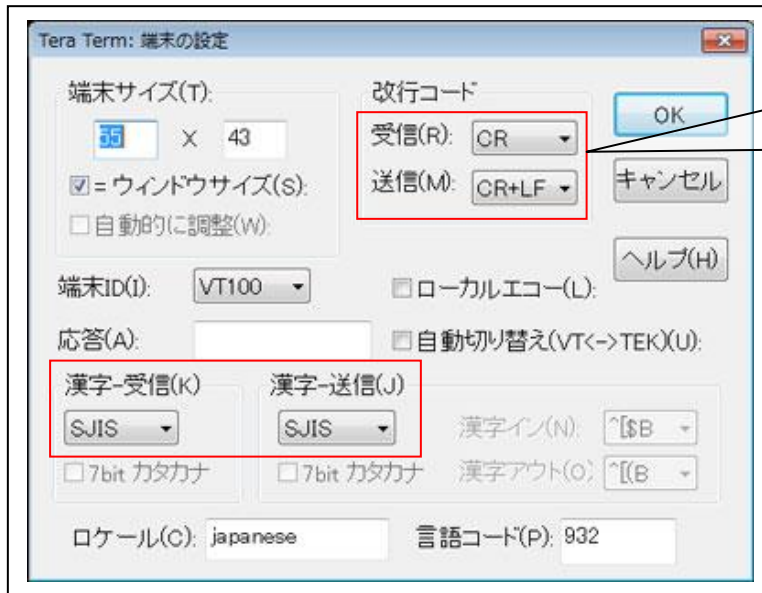 Tera Term: 端末の設定
端末サイズ(T):
55 X 43
☑=ウィンドウサイズ(S):
□自動的に調整(W):
改行コード
受信(R): CR
送信(M): CR+LF
OK
キャンセル
ヘルプ(H)
端末ID(I): VT100
□ローカルエコー(L):
応答(A):
□自動切り替え(VT<->TEK)(U):
漢字-受信(K)
SJIS
□7bit カタカナ
漢字-送信(J)
SJIS
□7bit カタカナ
漢字イン(N): ^[$B
漢字アウト(O) ^[(B
ロケール(C): japanese
言語コード(P): 932